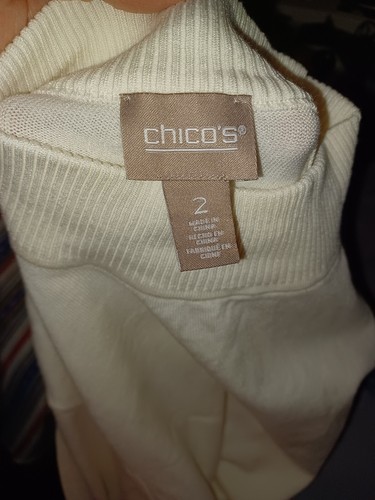 chico's®
2
MADE IN
CHINA
HECHO EN
CHINA
FABRIQUÉ EN
CHINE